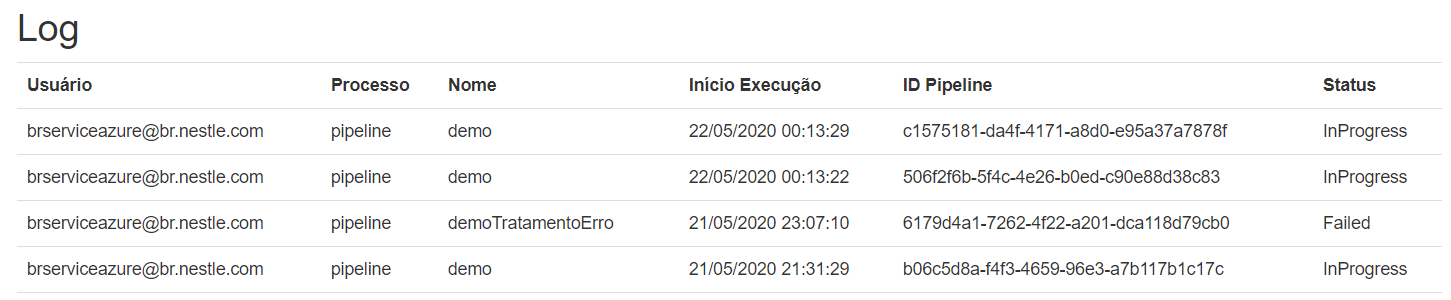 Log
Usuário Processo Nome Início Execução ID Pipeline Status
brserviceazure@br.nestle.com pipeline demo 22/05/2020 00:13:29 c1575181-da4f-4171-a8d0-e95a37a7878f InProgress
brserviceazure@br.nestle.com pipeline demo 22/05/2020 00:13:22 506f2f6b-5f4c-4e26-b0ed-c90e88d38c83 InProgress
brserviceazure@br.nestle.com pipeline demoTratamentoErro 21/05/2020 23:07:10 6179d4a1-7262-4f22-a201-dca118d79cb0 Failed
brserviceazure@br.nestle.com pipeline demo 21/05/2020 21:31:29 b06c5d8a-f4f3-4659-96e3-a7b117b1c17c InProgress